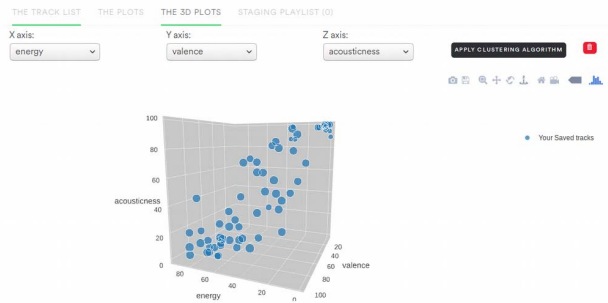 THE TRACK LIST THE PLOTS THE 3D PLOTS STAGING PLAYLIST (0)
X axis: Y axis: Z axis:
energy valence acousticness
APPLY CLUSTERING ALGORITHM
Your Saved tracks
100
80
60
acousticness
40
20
0
80
60
40
20
0
energy
20
40
60
80
100
valence